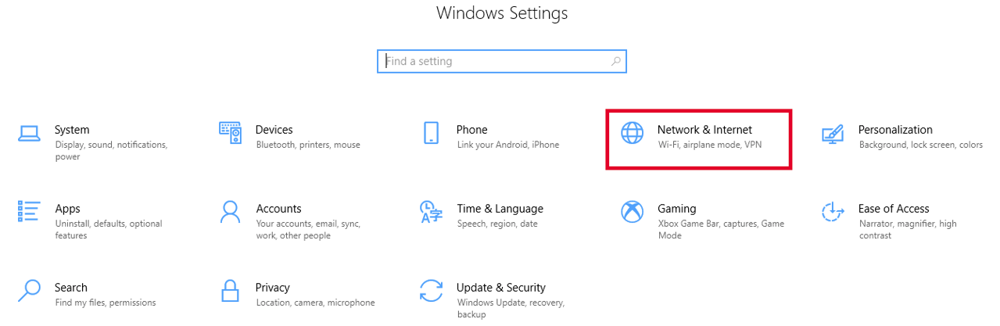 Windows Settings
Find a setting
System
Display, sound, notifications,
power
Devices
Bluetooth, printers, mouse
Phone
Link your Android, iPhone
Network & Internet
Wi-Fi, airplane mode, VPN
Personalization
Background, lock screen, colors
Apps
Uninstall, defaults, optional
features
Accounts
Your accounts, email, sync,
work, other people
Time & Language
Speech, region, date
Gaming
Xbox Game Bar, captures, Game
Mode
Ease of Access
Narrator, magnifier, high
contrast
Search
Find my files, permissions
Privacy
Location, camera, microphone
Update & Security
Windows Update, recovery,
backup